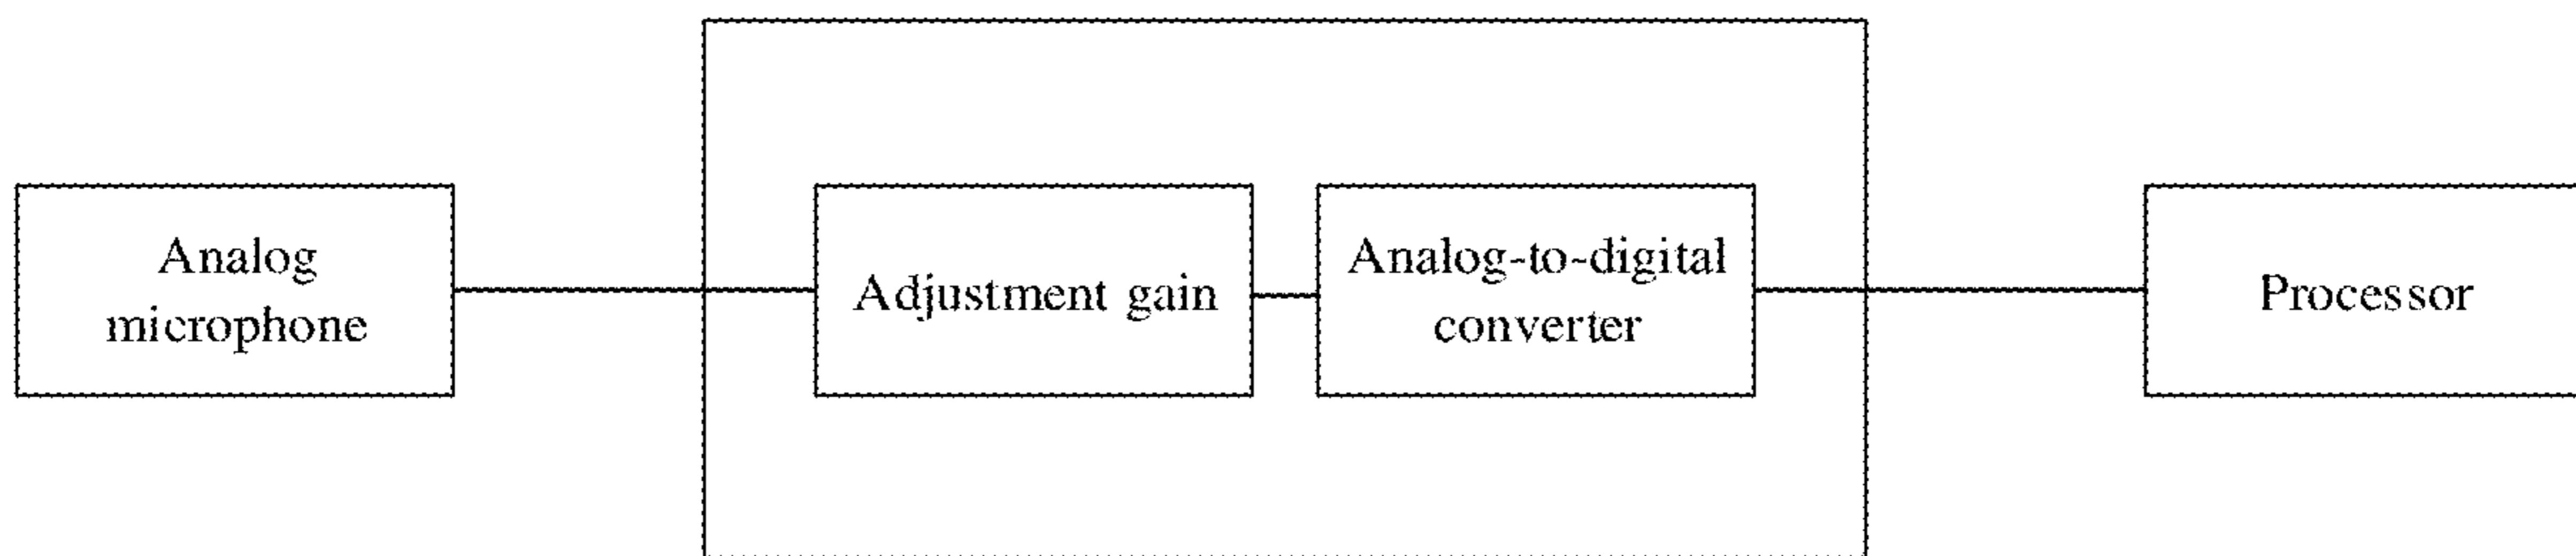 Analog
microphone
Adjustment gain
Analog-to-digital
converter
Processor